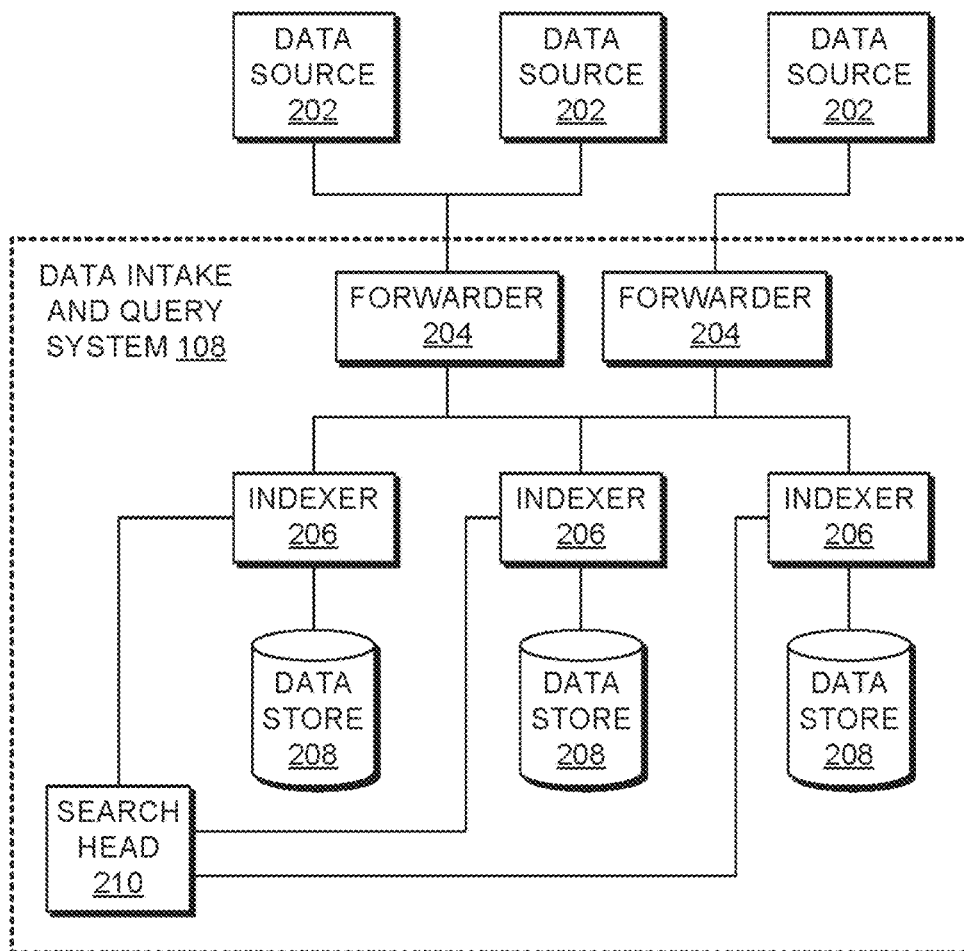 DATA
SOURCE
202
DATA
SOURCE
202
DATA
SOURCE
202
DATA INTAKE
AND QUERY
SYSTEM 108
FORWARDER
204
FORWARDER
204
INDEXER
206
INDEXER
206
INDEXER
206
DATA
STORE
208
DATA
STORE
208
DATA
STORE
208
SEARCH
HEAD
210